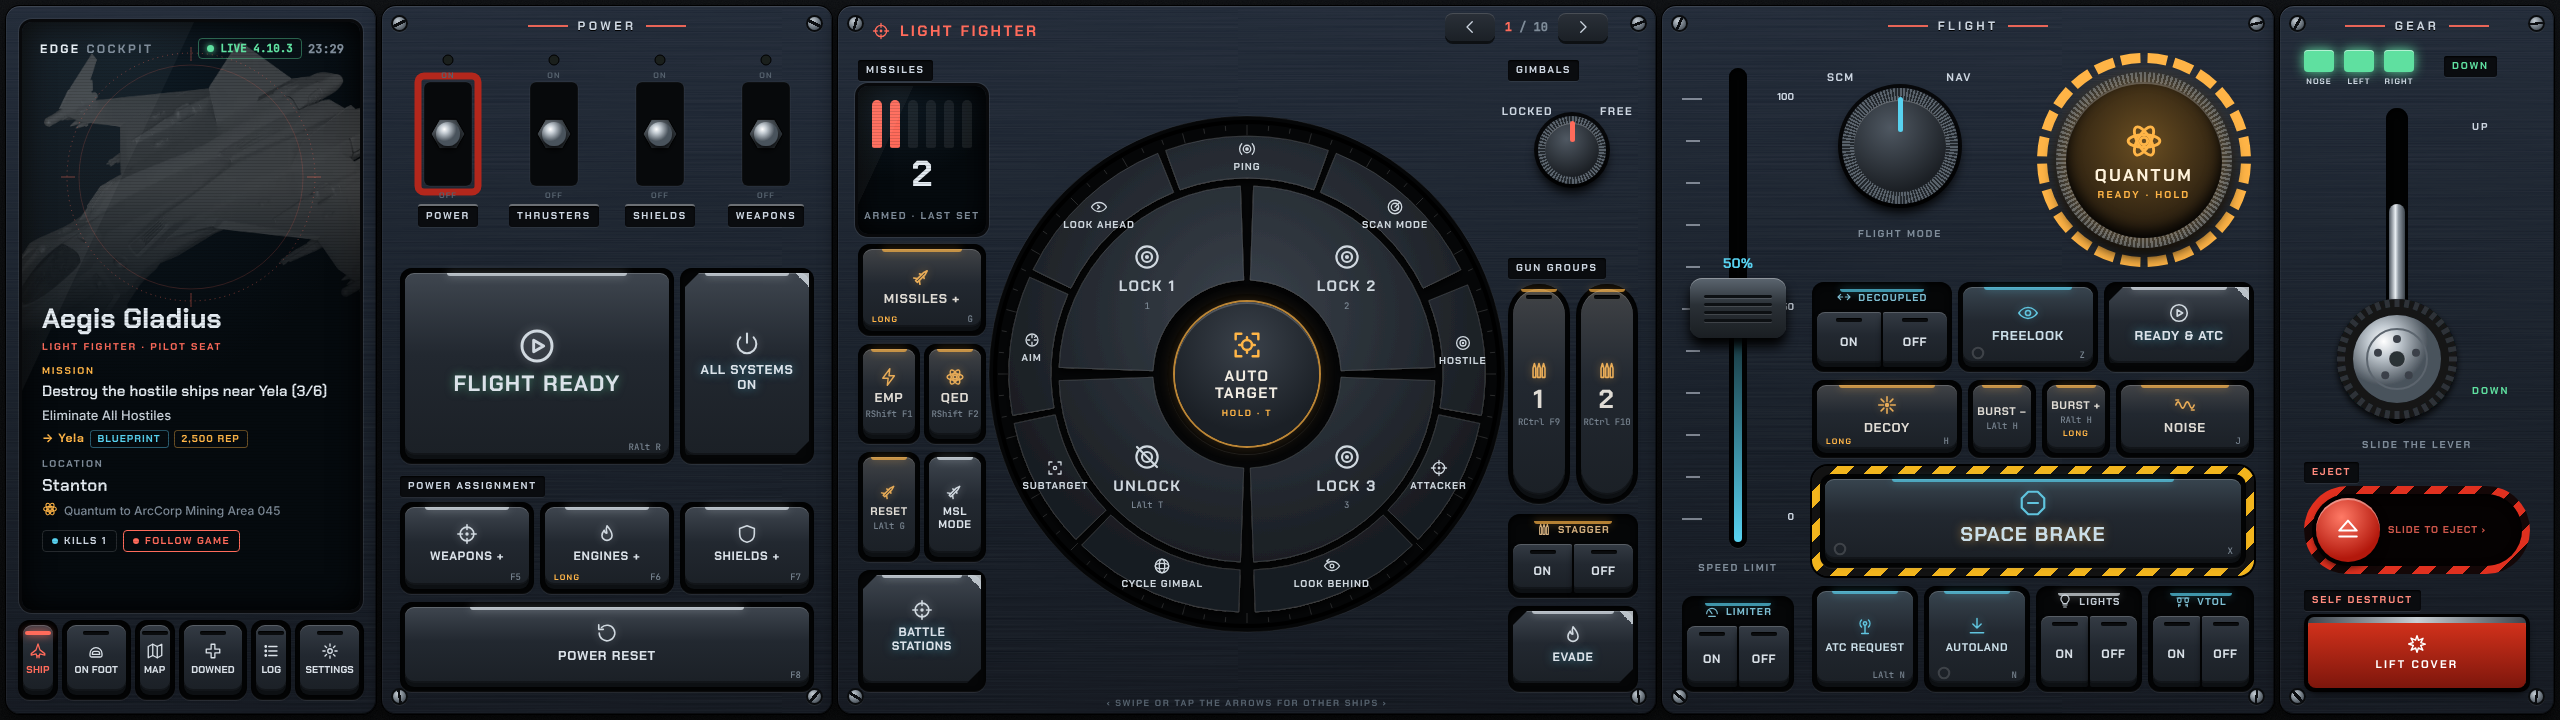 EDGE COCKPIT
LIVE 4.10.3
23:29
Aegis Gladius
LIGHT FIGHTER · PILOT SEAT
MISSION
Destroy the hostile ships near Yela (3/6)
Eliminate All Hostiles
→ Yela
BLUEPRINT
2,500 REP
LOCATION
Stanton
Quantum to ArcCorp Mining Area 045
KILLS 1
FOLLOW GAME
SHIP
ON FOOT
MAP
DOWNED
LOG
SETTINGS
POWER
ON
ON
ON
ON
OFF
OFF
OFF
OFF
POWER
THRUSTERS
SHIELDS
WEAPONS
FLIGHT READY
RAlt R
ALL SYSTEMS
ON
POWER ASSIGNMENT
WEAPONS +
F5
ENGINES +
LONG
F6
SHIELDS +
F7
POWER RESET
F8
LIGHT FIGHTER
1 / 10
MISSILES
2
ARMED · LAST SET
MISSILES +
LONG
G
EMP
RShift F1
QED
RShift F2
RESET
LAlt G
MSL
MODE
BATTLE
STATIONS
PING
LOOK AHEAD
SCAN MODE
LOCK 1
1
LOCK 2
2
AIM
HOSTILE
AUTO
TARGET
HOLD · T
SUBTARGET
UNLOCK
LAlt T
LOCK 3
3
ATTACKER
CYCLE GIMBAL
LOOK BEHIND
‹ SWIPE OR TAP THE ARROWS FOR OTHER SHIPS ›
GIMBALS
LOCKED
FREE
GUN GROUPS
1
RCtrl F9
2
RCtrl F10
STAGGER
ON
OFF
EVADE
FLIGHT
100
50%
0
SPEED LIMIT
LIMITER
ON
OFF
SCM
NAV
FLIGHT MODE
QUANTUM
READY · HOLD
DECOUPLED
ON
OFF
FREELOOK
Z
READY & ATC
DECOY
LONG
H
BURST −
LAlt H
BURST +
RAlt H
LONG
NOISE
J
SPACE BRAKE
X
ATC REQUEST
LAlt N
AUTOLAND
N
LIGHTS
ON
OFF
VTOL
ON
OFF
GEAR
NOSE
LEFT
RIGHT
DOWN
UP
DOWN
SLIDE THE LEVER
EJECT
SLIDE TO EJECT ›
SELF DESTRUCT
LIFT COVER